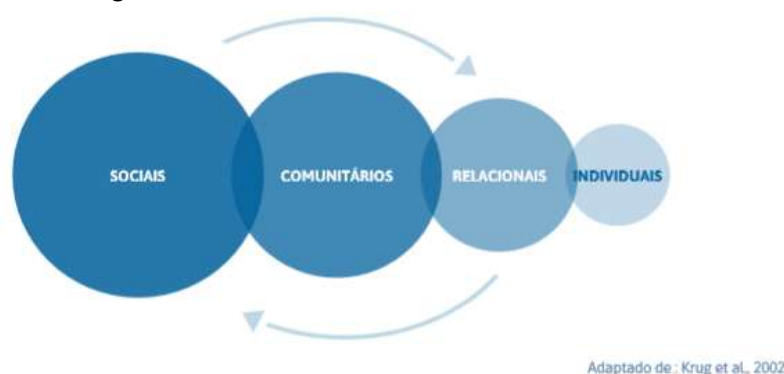 SOCIAIS
COMUNITÁRIOS
RELACIONAIS
INDIVIDUAIS
Adaptado de: Krug et al., 2002